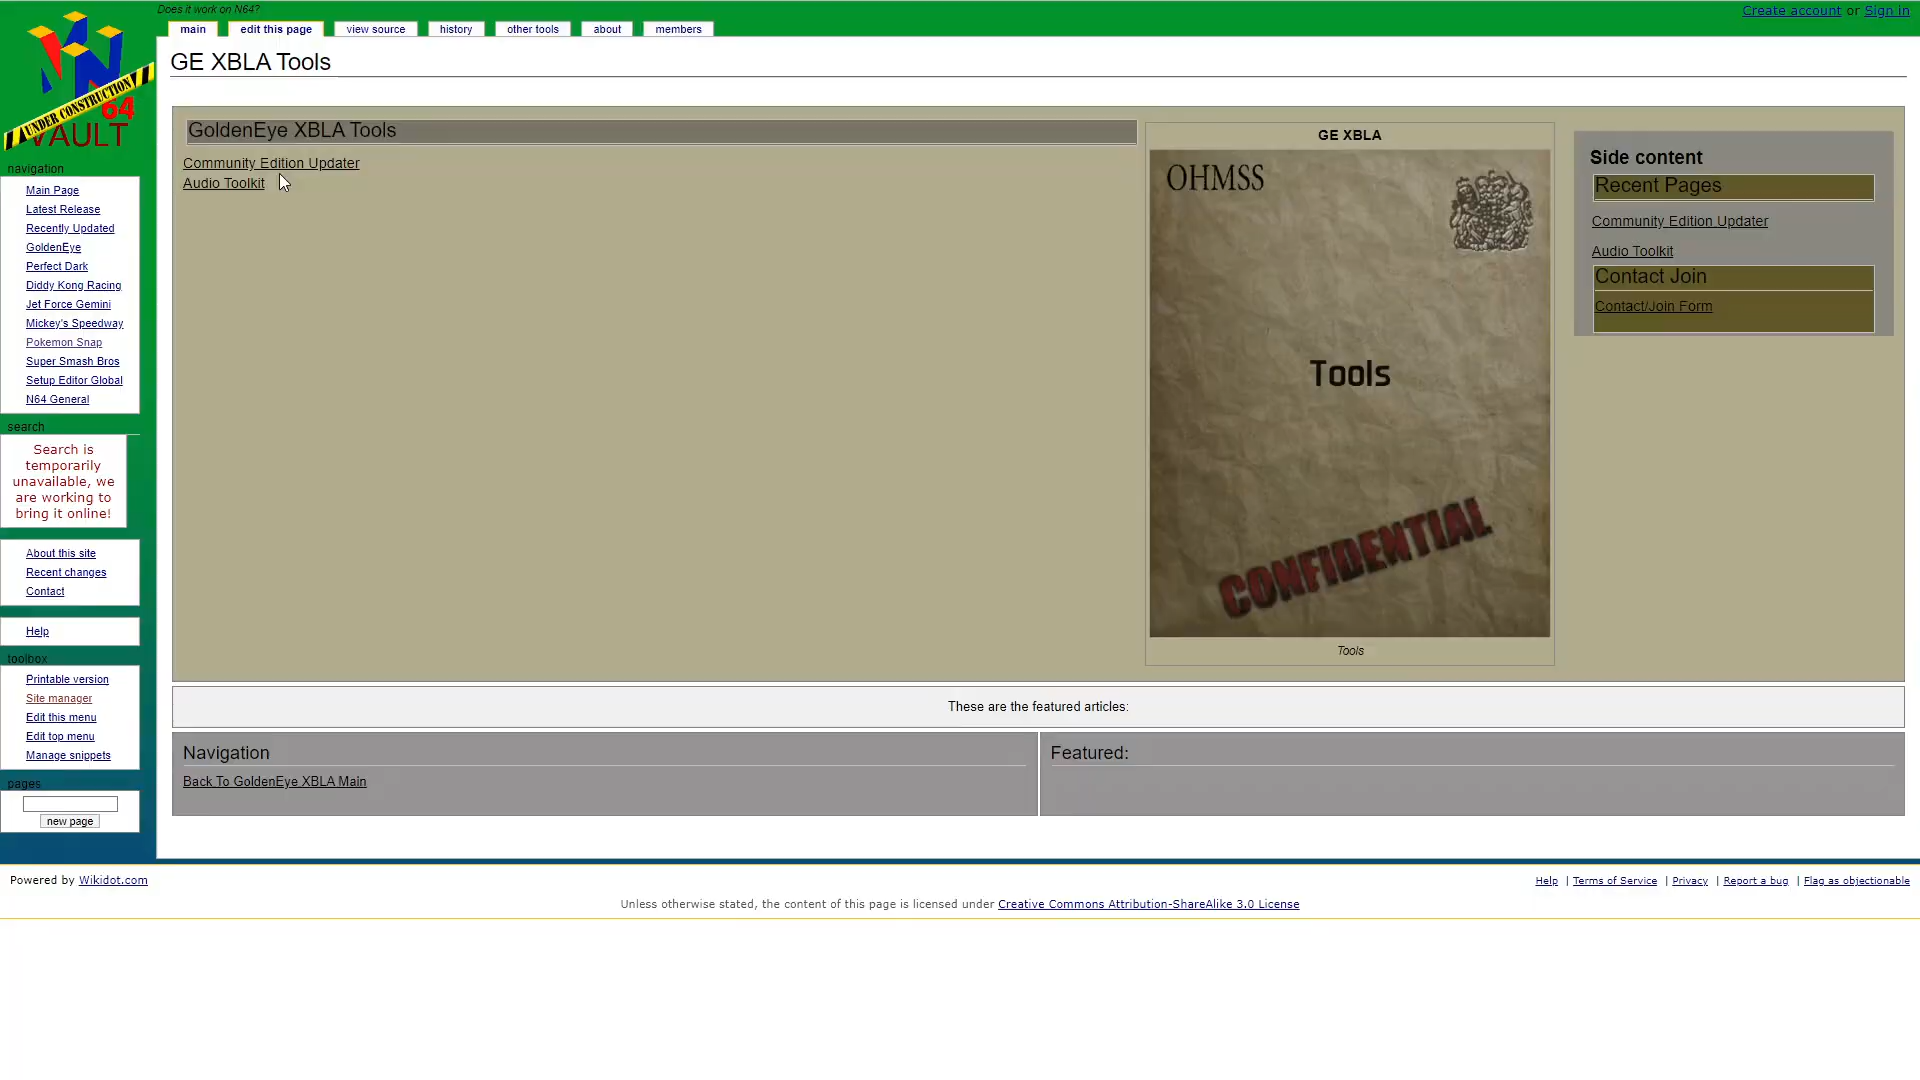 Does it work on N64?
Create account or Sign in
main
edit this page
view source
history
other tools
about
members
UNDER CONSTRUCTION
64
VAULT
GE XBLA Tools
navigation
Main Page
Latest Release
Recently Updated
GoldenEye
Perfect Dark
Diddy Kong Racing
Jet Force Gemini
Mickey's Speedway
Pokemon Snap
Super Smash Bros
Setup Editor Global
N64 General
search
Search is
temporarily
unavailable, we
are working to
bring it online!
About this site
Recent changes
Contact
Help
toolbox
Printable version
Site manager
Edit this menu
Edit top menu
Manage snippets
pages
new page
GoldenEye XBLA Tools
Community Edition Updater
Audio Toolkit
GE XBLA
OHMSS
Tools
CONFIDENTIAL
Tools
Side content
Recent Pages
Community Edition Updater
Audio Toolkit
Contact Join
Contact/Join Form
These are the featured articles:
Navigation
Back To GoldenEye XBLA Main
Featured:
Powered by Wikidot.com
Help | Terms of Service | Privacy | Report a bug | Flag as objectionable
Unless otherwise stated, the content of this page is licensed under Creative Commons Attribution-ShareAlike 3.0 License